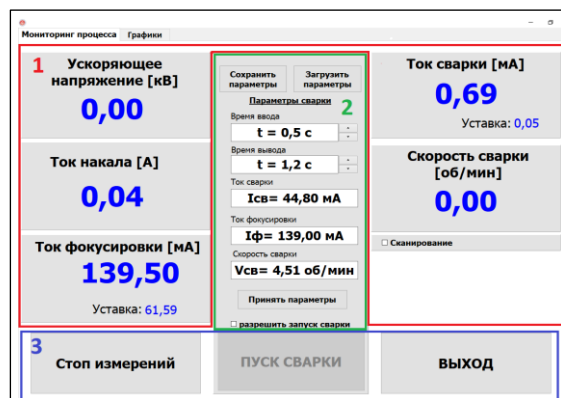 Мониторинг процесса
Графики
1
Ускоряющее
напряжение [кВ]
0,00
Ток накала [А]
0,04
Ток фокусировки [мА]
139,50
Уставка: 61,59
Сохранить
параметры
Загрузить
параметры
Параметры сварки
2
Время ввода
t = 0,5 с
Время вывода
t = 1,2 с
Ток сварки
Iсв= 44,80 мА
Ток фокусировки
Iф= 139,00 мА
Скорость сварки
Vсв= 4,51 об/мин
Принять параметры
разрешить запуск сварки
Ток сварки [мА]
0,69
Уставка: 0,05
Скорость сварки
[об/мин]
0,00
Сканирование
3
Стоп измерений
ПУСК СВАРКИ
ВЫХОД